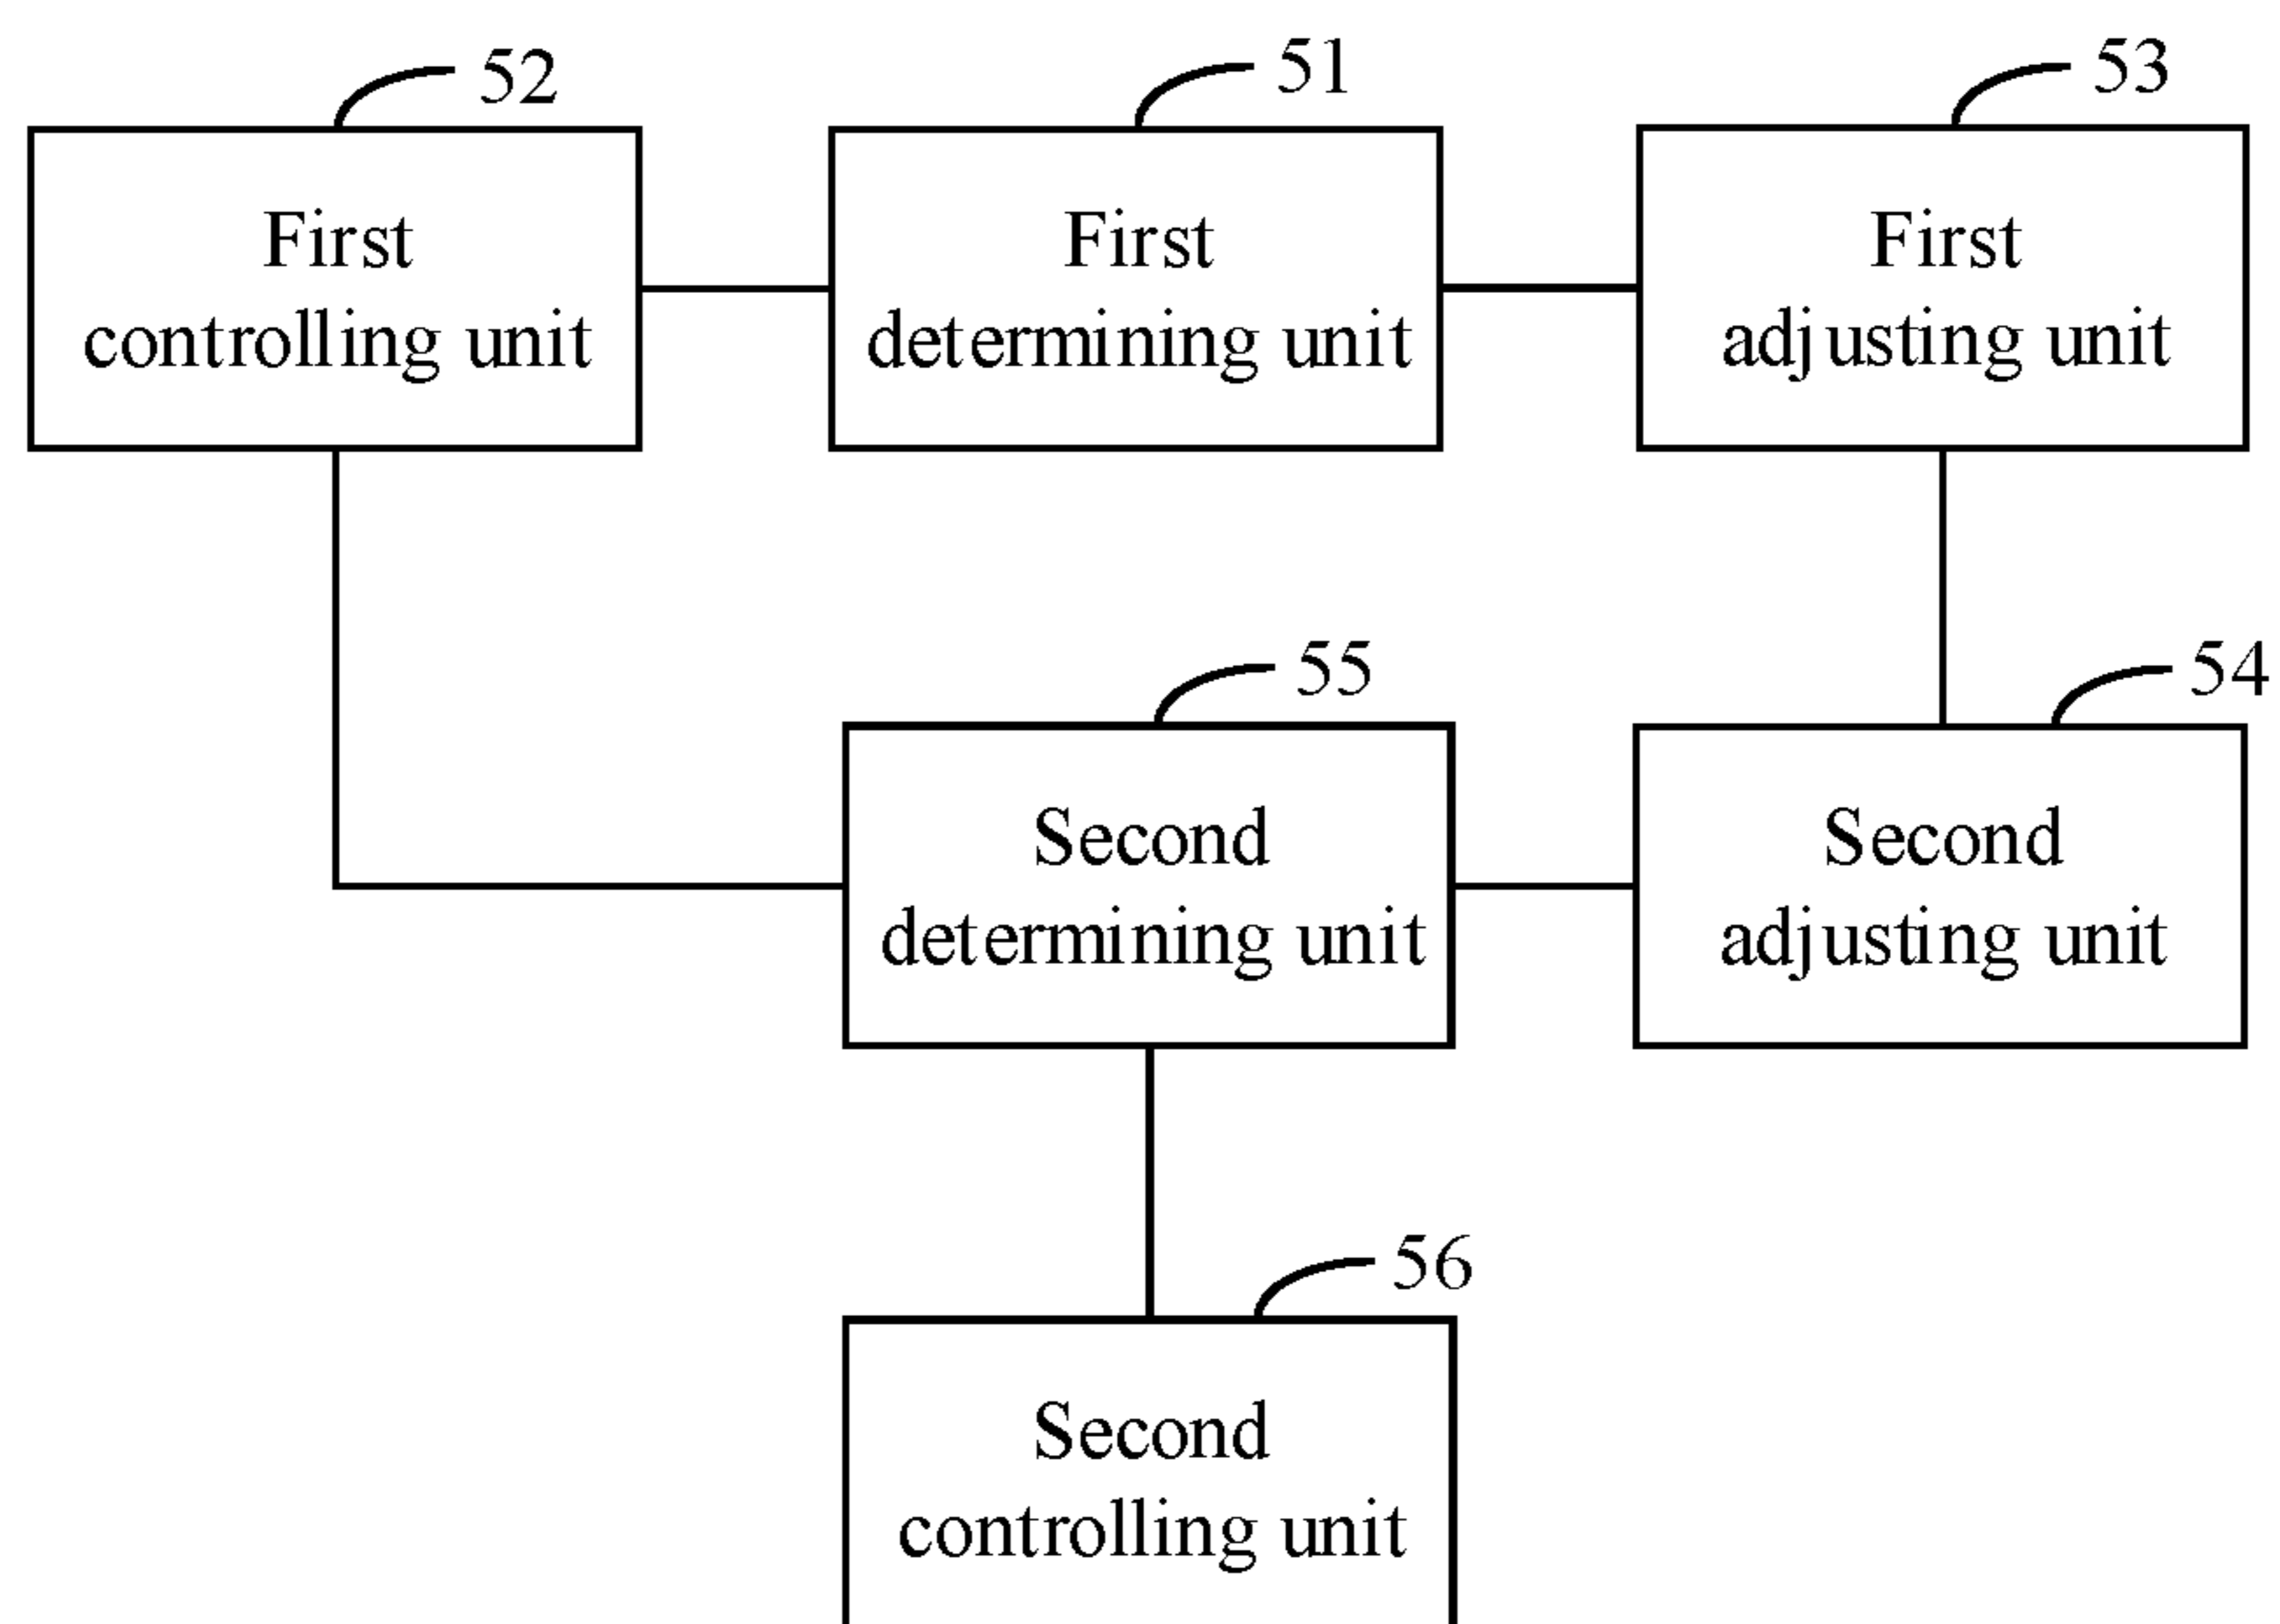 52
51
53
First
controlling unit
First
determining unit
First
adjusting unit
55
54
Second
determining unit
Second
adjusting unit
56
Second
controlling unit